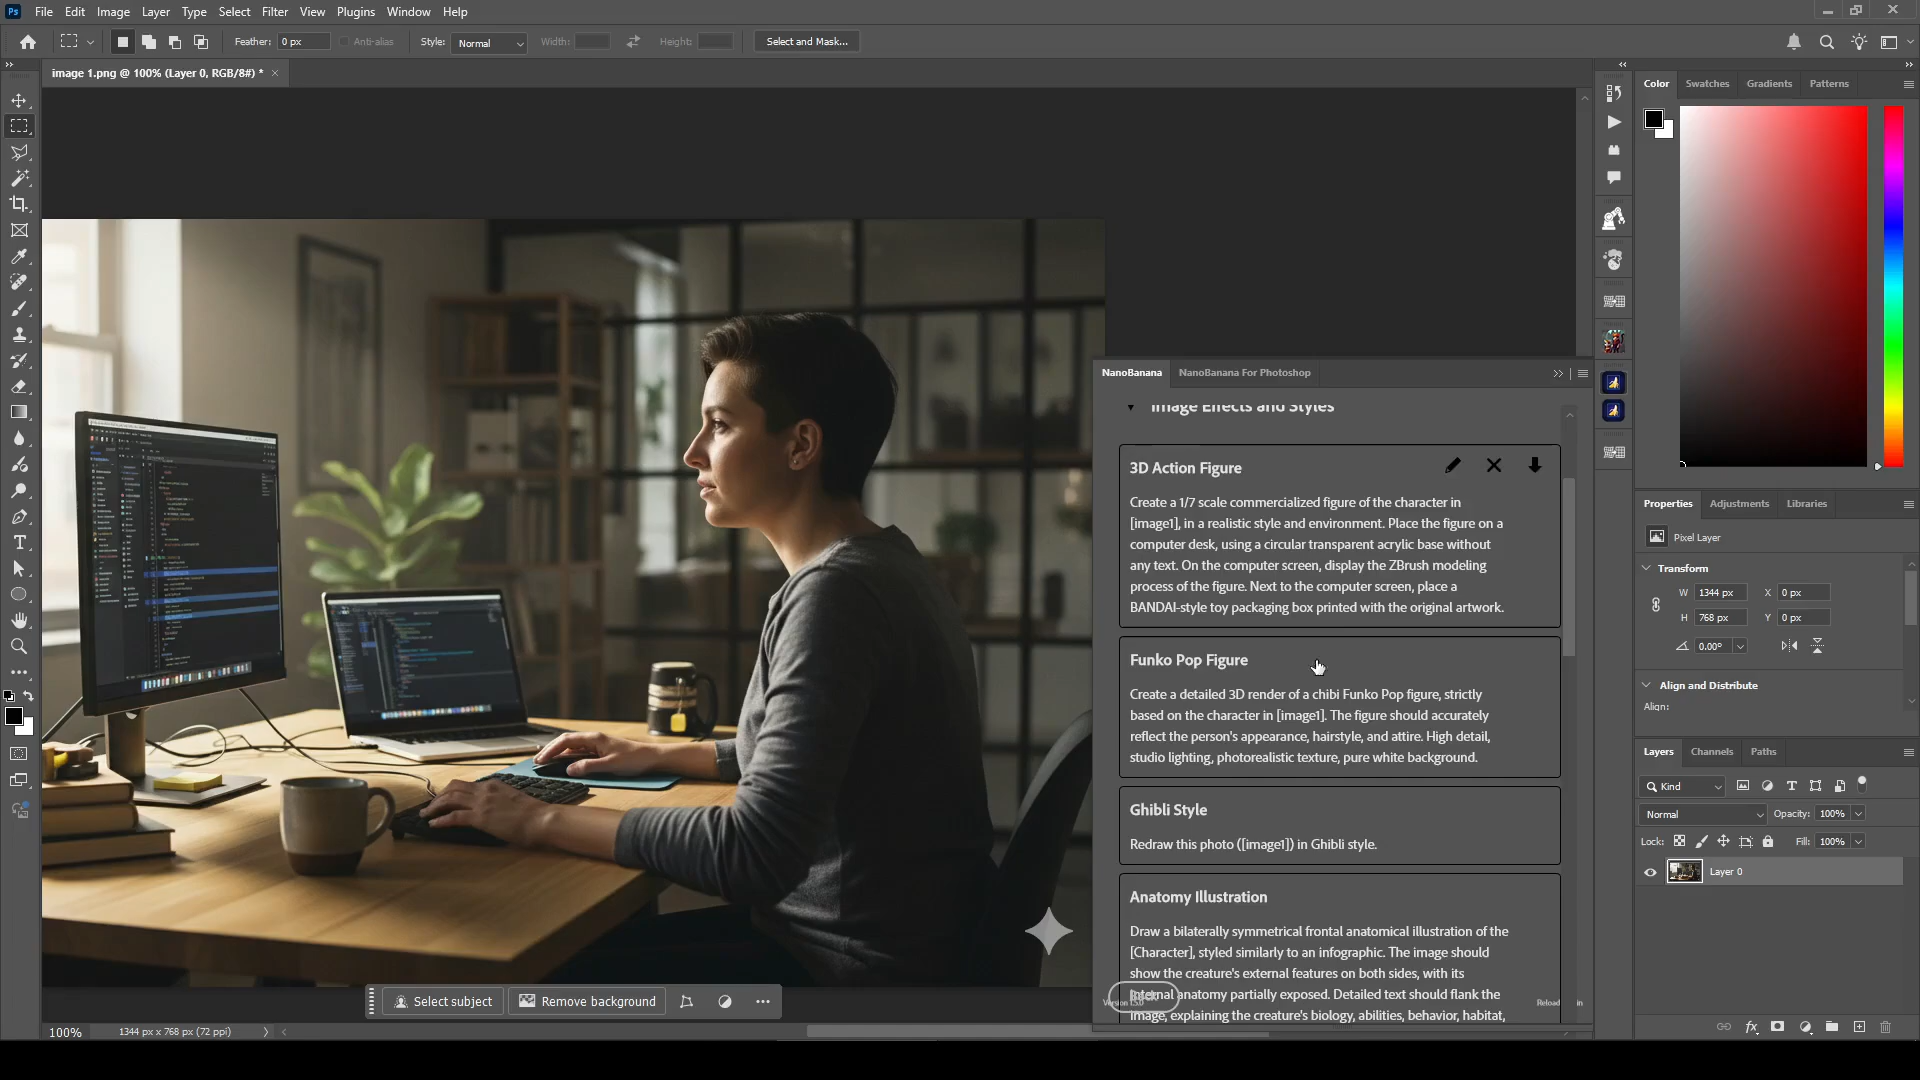 Ps File Edit Image Layer Type Select Filter View Plugins Window Help
Feather: 0 px Anti-alias Style: Normal Width: Height: Select and Mask...
image 1.png @ 100% (Layer 0, RGB/8#) *
NanoBanana NanoBanana For Photoshop
Image Effects and Styles
3D Action Figure
Create a 1/7 scale commercialized figure of the character in
[image1], in a realistic style and environment. Place the figure on a
computer desk, using a circular transparent acrylic base without
any text. On the computer screen, display the ZBrush modeling
process of the figure. Next to the computer screen, place a
BANDAI-style toy packaging box printed with the original artwork.
Funko Pop Figure
Create a detailed 3D render of a chibi Funko Pop figure, strictly
based on the character in [image1]. The figure should accurately
reflect the person's appearance, hairstyle, and attire. High detail,
studio lighting, photorealistic texture, pure white background.
Ghibli Style
Redraw this photo ([image1]) in Ghibli style.
Anatomy Illustration
Draw a bilaterally symmetrical frontal anatomical illustration of the
[Character], styled similarly to an infographic. The image should
show the creature's external features on both sides, with its
internal anatomy partially exposed. Detailed text should flank the
image, explaining the creature's biology, abilities, behavior, habitat,
Select subject Remove background
100% 1344 px x 768 px (72 ppi)
Color Swatches Gradients Patterns
Properties Adjustments Libraries
Pixel Layer
Transform
W 1344 px X 0 px
H 768 px Y 0 px
0.00°
Align and Distribute
Align:
Layers Channels Paths
Kind
Normal Opacity: 100%
Lock: Fill: 100%
Layer 0